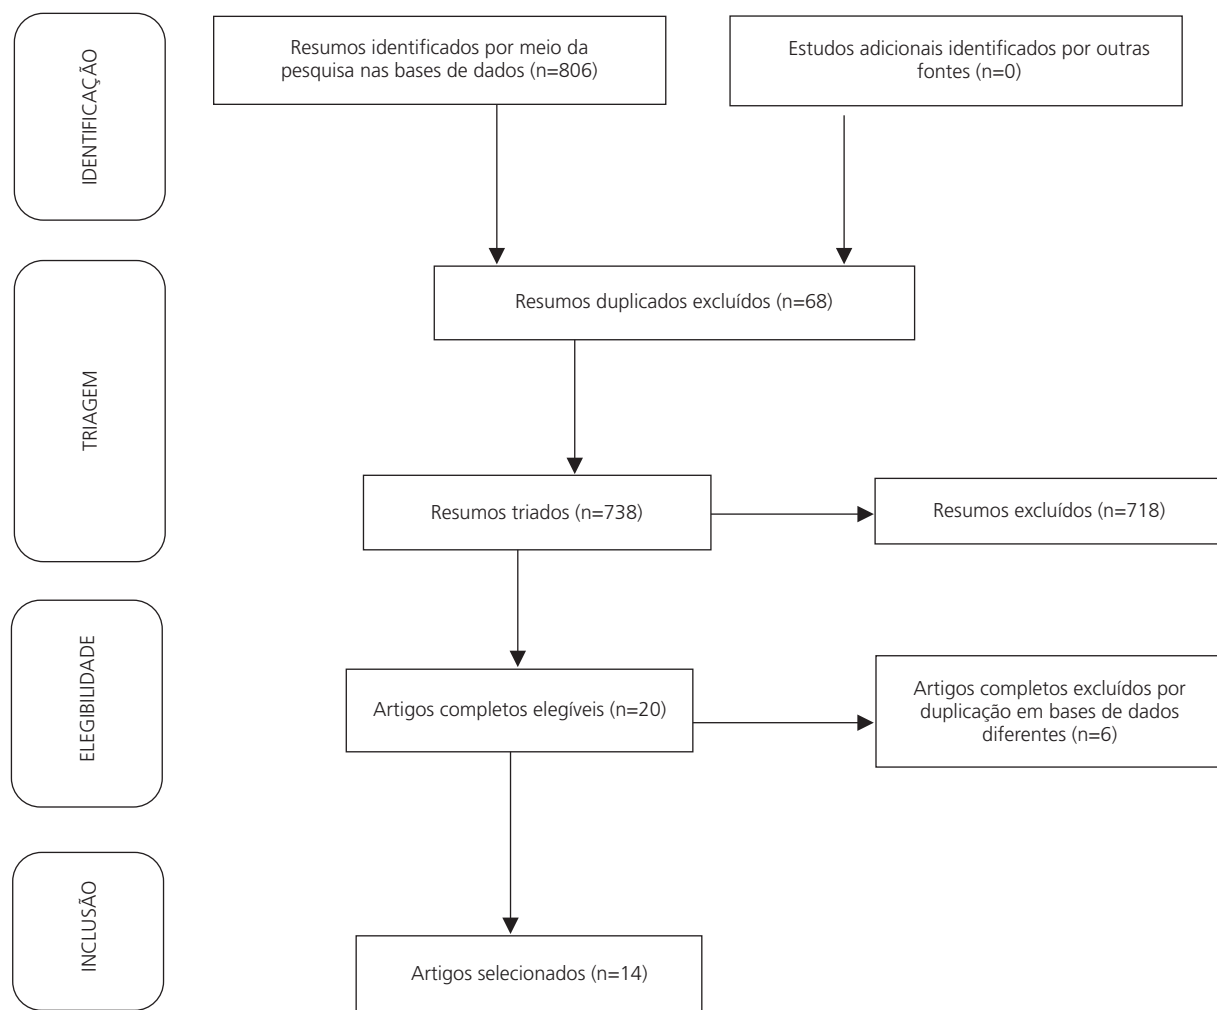 IDENTIFICAÇÃO
Resumos identificados por meio da
pesquisa nas bases de dados (n=806)
Estudos adicionais identificados por outras
fontes (n=0)
TRIAGEM
Resumos duplicados excluídos (n=68)
Resumos triados (n=738)
Resumos excluídos (n=718)
ELEGIBILIDADE
Artigos completos elegíveis (n=20)
Artigos completos excluídos por
duplicação em bases de dados
diferentes (n=6)
INCLUSÃO
Artigos selecionados (n=14)